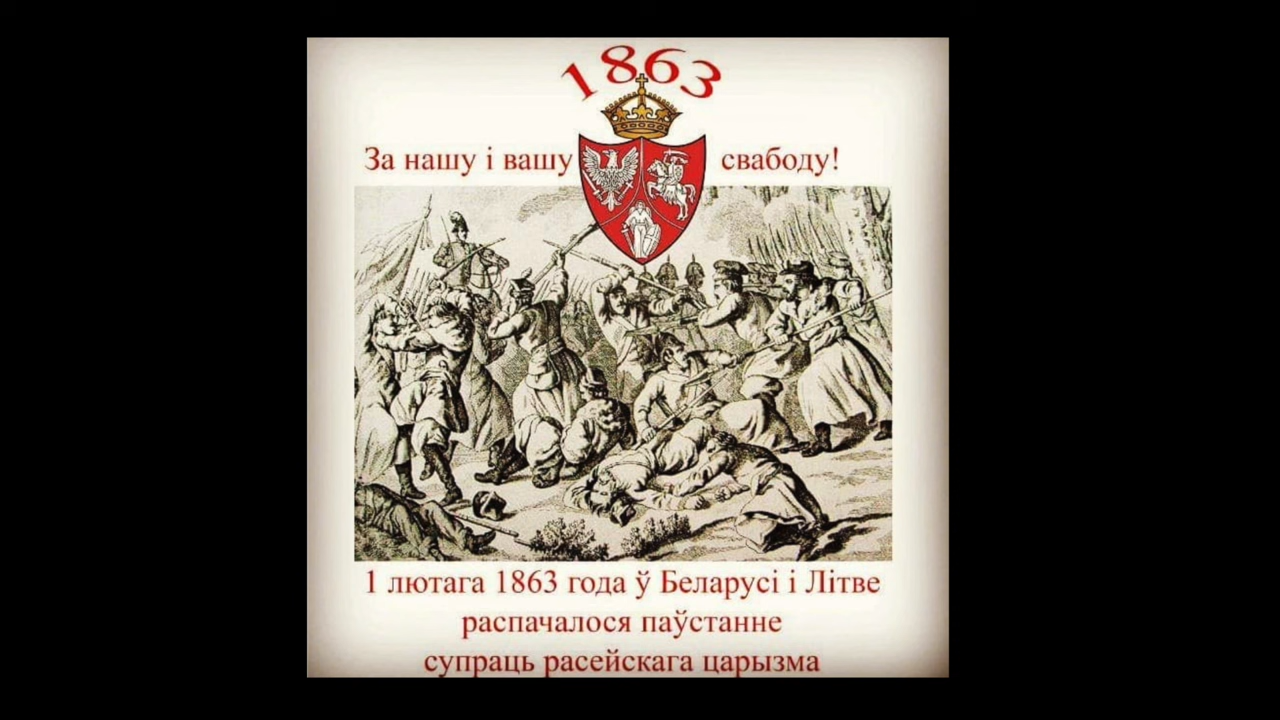 1863
За нашу і вашу свабоду!
1 лютага 1863 года ў Беларусі і Літве
распачалося паўстанне
супраць расейскага царызма